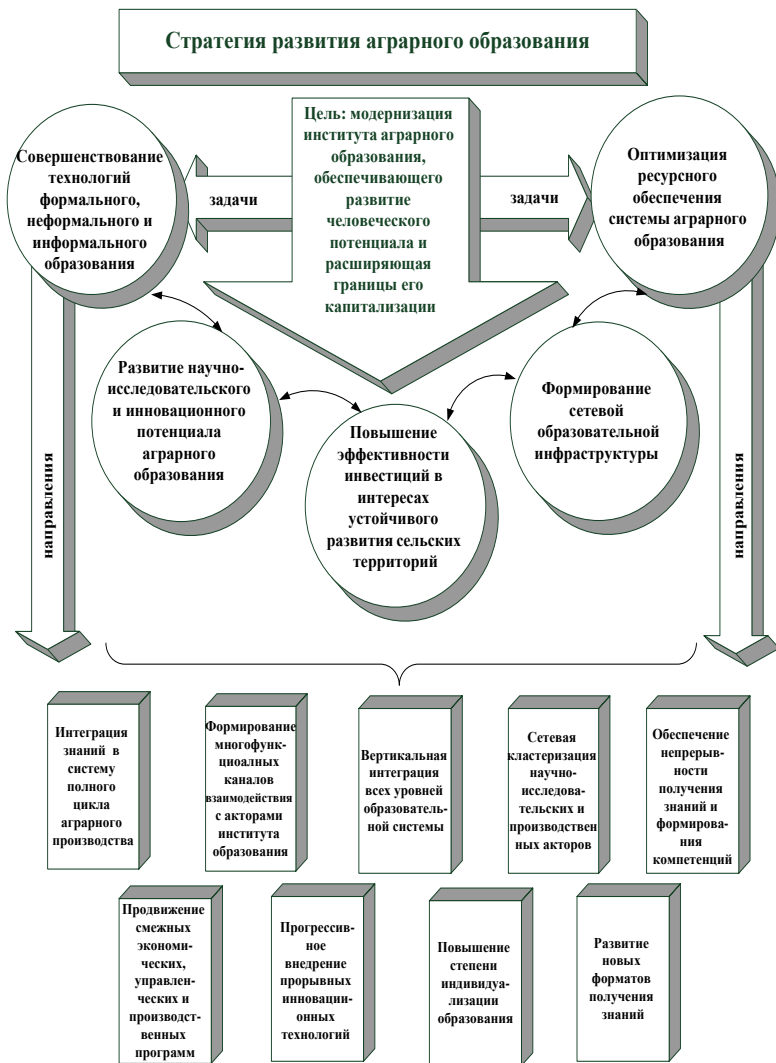 Стратегия развития аграрного образования
Цель: модернизация
института аграрного
образования,
обеспечивающего
развитие
человеческого
потенциала и
расширяющая
границы его
капитализации
Совершенствование
технологий
формального,
неформального и
информального
образования
задачи
задачи
Оптимизация
ресурсного
обеспечения
системы аграрного
образования
Развитие научно-
исследовательского
и инновационного
потенциала
аграрного
образования
Повышение
эффективности
инвестиций в
интересах
устойчивого
развития сельских
территорий
Формирование
сетевой
образовательной
инфраструктуры
направления
направления
Интеграция
знаний в
систему
полного
цикла
аграрного
производства
Формирование
многофунк-
циоалных
каналов
взаимодействия
с акторами
института
образования
Вертикальная
интеграция
всех уровней
образователь-
ной системы
Сетевая
кластеризация
научно-
исследова-
тельских и
производствен
ных акторов
Обеспечение
непрерыв-
ности
получения
знаний и
формирования
компетенций
Продвижение
смежных
экономи-
ческих,
управлен-
ческих и
производст-
венных
программ
Прогрессив-
ное
внедрение
прорывных
инноваци-
онных
технологий
Повышение
степени
индивидуа-
лизации
образования
Развитие
новых
форматов
получения
знаний